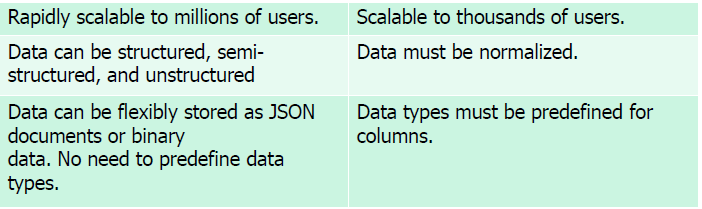 Rapidly scalable to millions of users.
Scalable to thousands of users.
Data can be structured, semi-
structured, and unstructured
Data must be normalized.
Data can be flexibly stored as JSON
documents or binary
data. No need to predefine data
types.
Data types must be predefined for
columns.